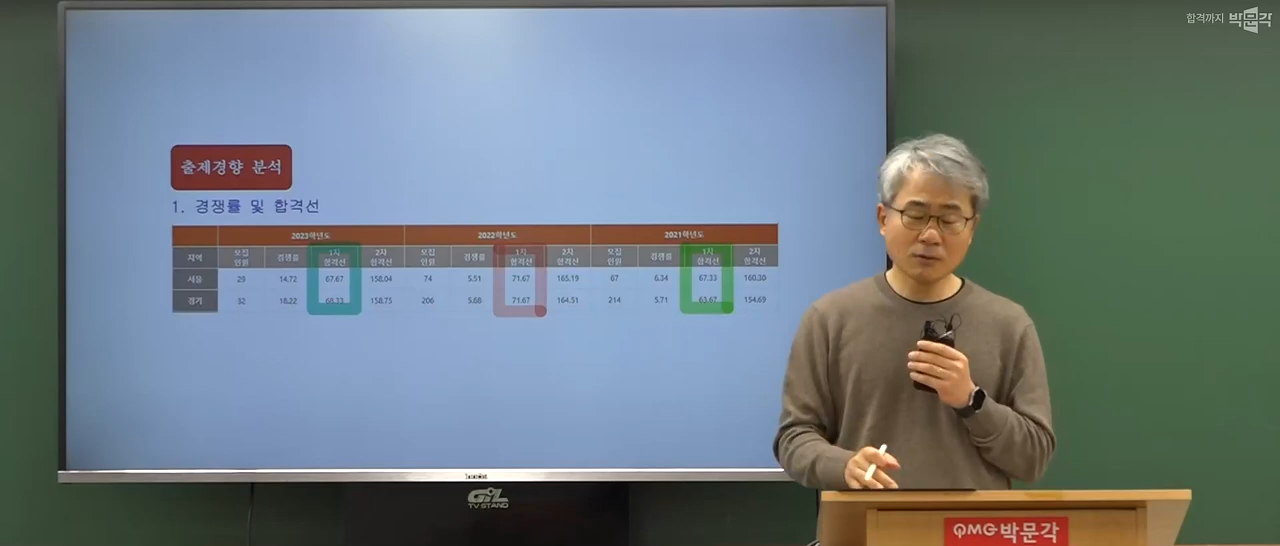 합격까지 박문각
출제경향 분석
1. 경쟁률 및 합격선
2023학년도 2022학년도 2021학년도
지역 모집인원 경쟁률 1차합격선 2차합격선 모집인원 경쟁률 1차합격선 2차합격선 모집인원 경쟁률 1차합격선 2차합격선
서울 29 14.72 67.67 158.04 74 5.51 71.67 165.19 67 6.34 67.33 160.30
경기 52 18.22 68.33 158.75 206 5.68 71.67 164.51 214 5.71 63.67 154.69
GIL
TV STAND
PMG박문각